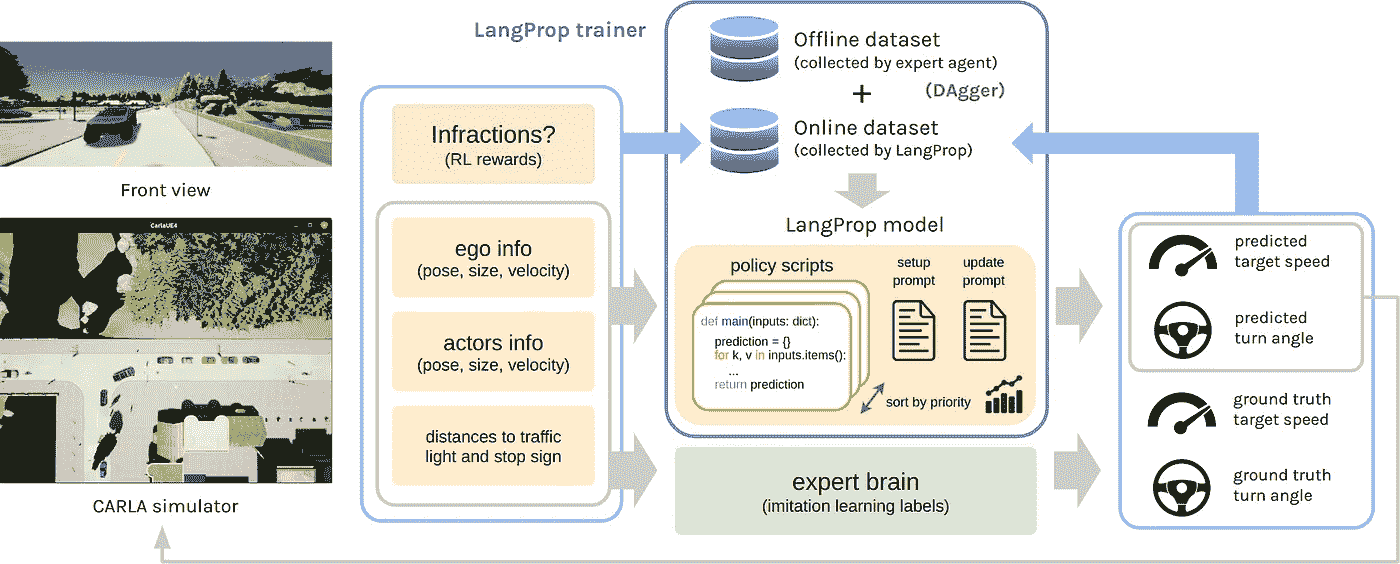 LangProp trainer
Front view
CarlaUE4
CARLA simulator
Infractions?
(RL rewards)
ego info
(pose, size, velocity)
actors info
(pose, size, velocity)
distances to traffic
light and stop sign
Offline dataset
(collected by expert agent)
+
(DAgger)
Online dataset
(collected by LangProp)
LangProp model
policy scripts
def main(inputs: dict):
prediction = {}
for k, v in inputs.items():
...
return prediction
setup
prompt
update
prompt
sort by priority
expert brain
(imitation learning labels)
predicted
target speed
predicted
turn angle
ground truth
target speed
ground truth
turn angle